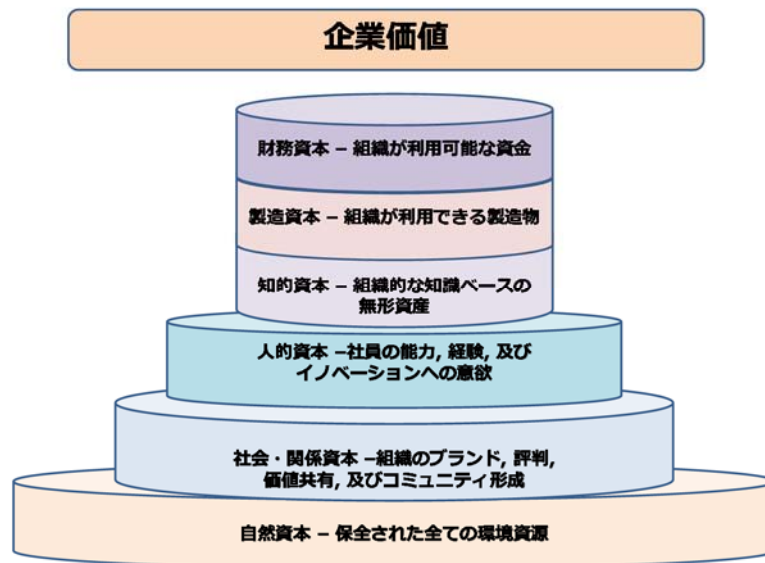 企業価値
財務資本 – 組織が利用可能な資金
製造資本 – 組織が利用できる製造物
知的資本 – 組織的な知識ベースの
無形資産
人的資本 –社員の能力, 経験, 及び
イノベーションへの意欲
社会・関係資本 –組織のブランド, 評判,
価値共有, 及びコミュニティ形成
自然資本 – 保全された全ての環境資源